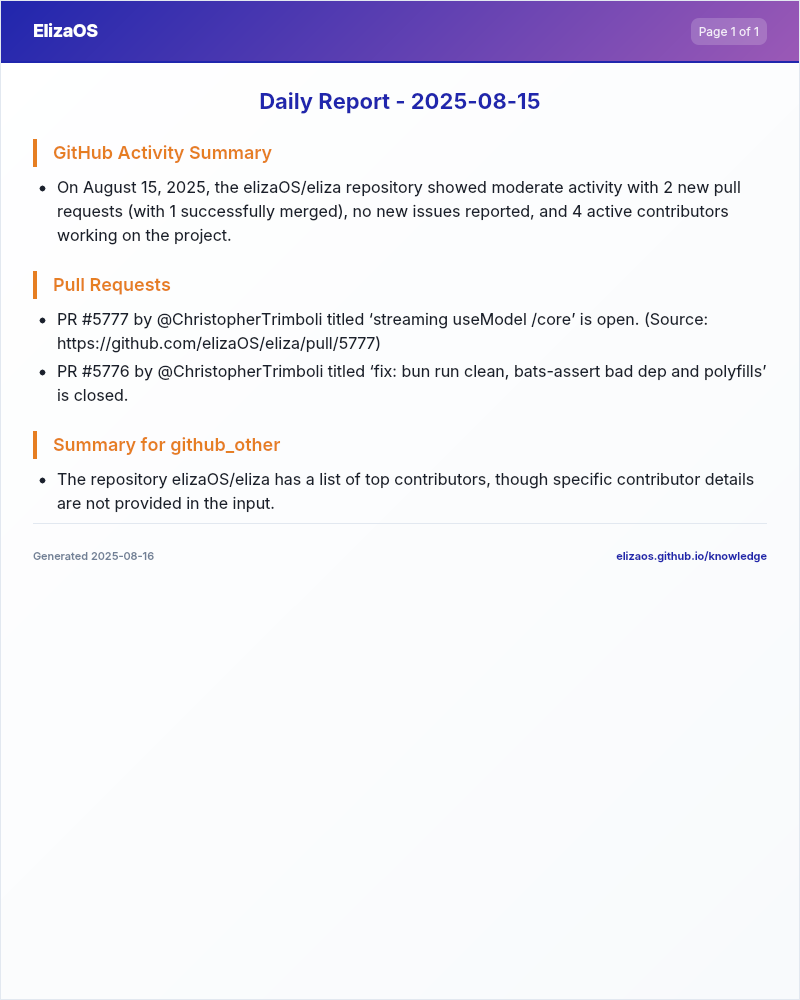 ElizaOS
Page 1 of 1
Daily Report - 2025-08-15
GitHub Activity Summary
• On August 15, 2025, the elizaOS/eliza repository showed moderate activity with 2 new pull
requests (with 1 successfully merged), no new issues reported, and 4 active contributors
working on the project.
Pull Requests
• PR #5777 by @ChristopherTrimboli titled ‘streaming useModel /core’ is open. (Source:
https://github.com/elizaOS/eliza/pull/5777)
• PR #5776 by @ChristopherTrimboli titled ‘fix: bun run clean, bats-assert bad dep and polyfills’
is closed.
Summary for github_other
• The repository elizaOS/eliza has a list of top contributors, though specific contributor details
are not provided in the input.
Generated 2025-08-16
elizaos.github.io/knowledge